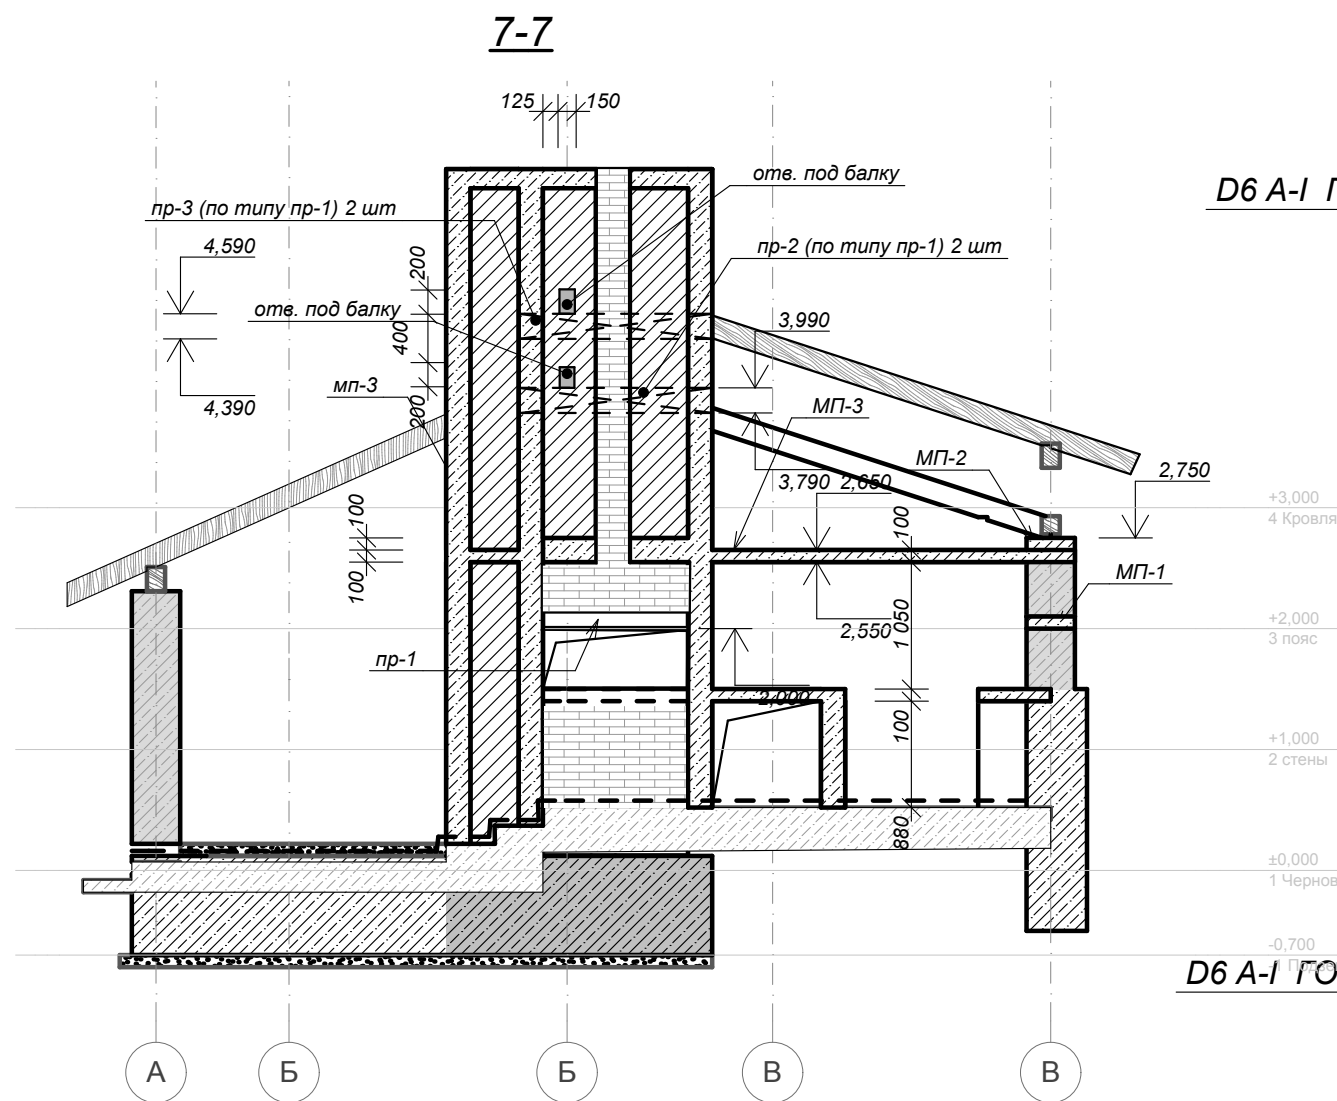 7-7
125
150
отв. под балку
D6 A-I
пр-3 (по типу пр-1) 2 шт
4,590
200
пр-2 (по типу пр-1) 2 шт
отв. под балку
3,990
400
мп-3
4,390
200
МП-3
МП-2
3,790
2,650
2,750
+3,000
4 Кровля
100
100
100
МП-1
2,550
1 050
+2,000
3 пояс
пр-1
2,000
100
+1,000
2 стены
880
±0,000
1 Чернов
-0,700
D6 A-I ГО
А
Б
Б
В
В